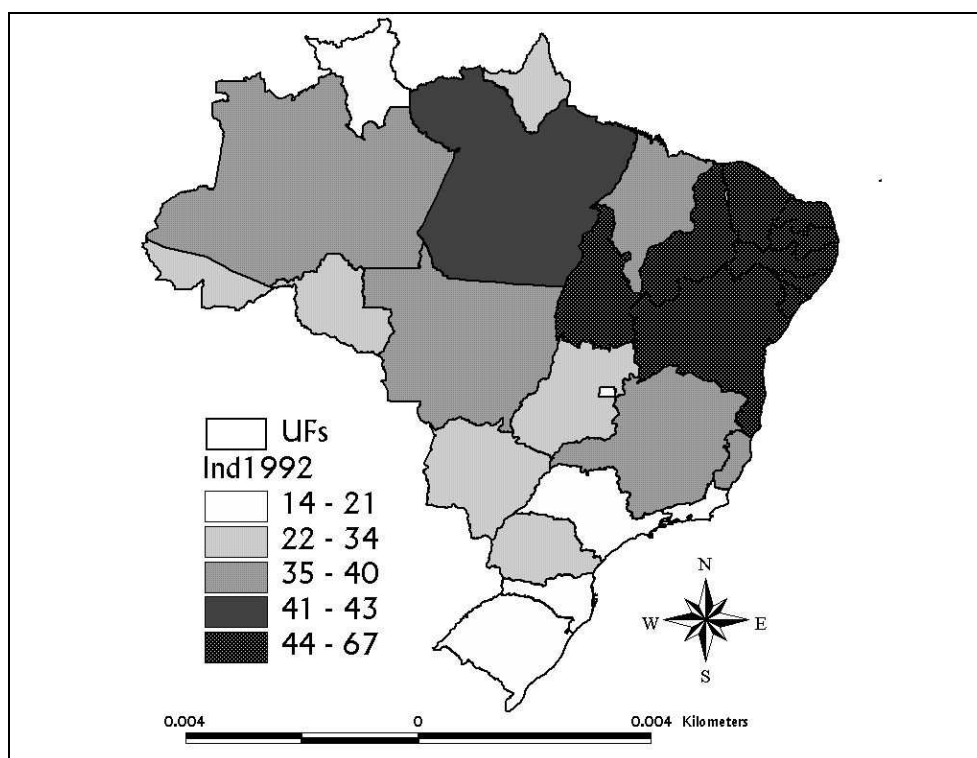 UFs
Ind1992
14 - 21
22 - 34
35 - 40
41 - 43
44 - 67
N
W E
S
0.004 0 0.004 Kilometers